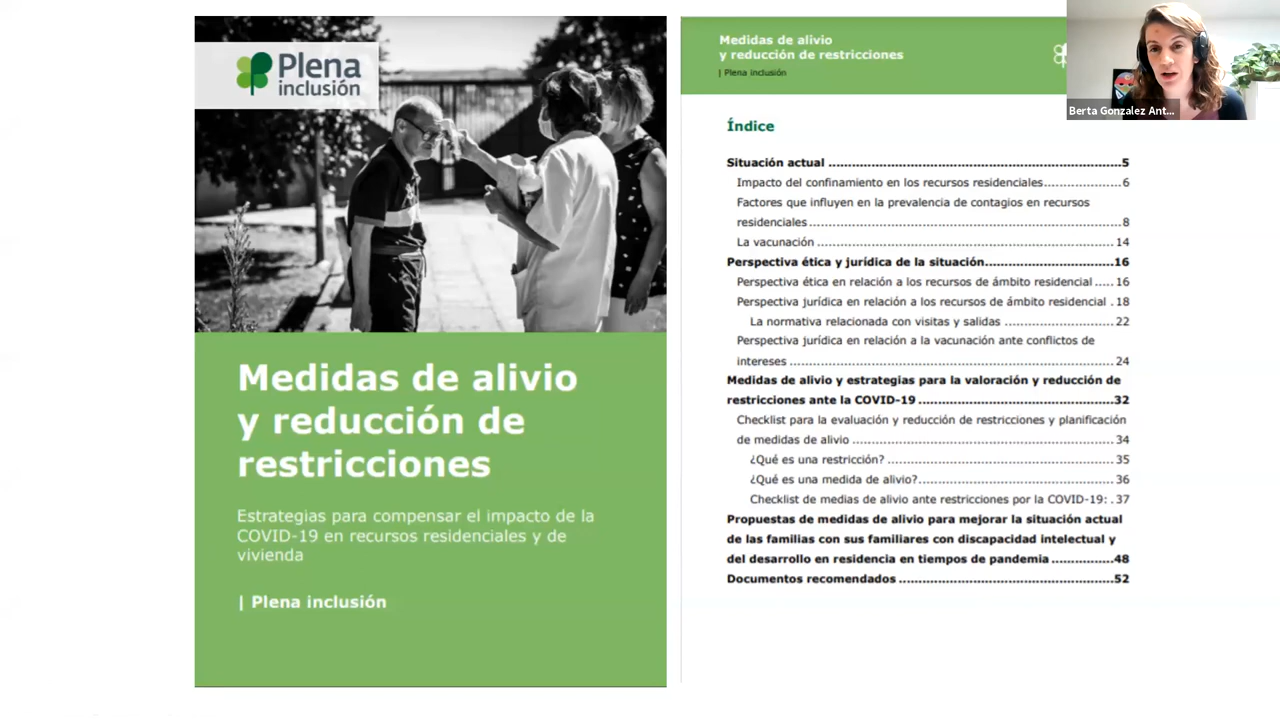 Plena
inclusión
Medidas de alivio
y reducción de
restricciones
Estrategias para compensar el impacto de la
COVID-19 en recursos residenciales y de
vivienda
| Plena inclusión
Medidas de alivio
y reducción de restricciones
| Plena inclusión
Índice
Situación actual ................................................................5
Impacto del confinamiento en los recursos residenciales......................6
Factores que influyen en la prevalencia de contagios en recursos
residenciales ................................................................8
La vacunación ................................................................14
Perspectiva ética y jurídica de la situación............................16
Perspectiva ética en relación a los recursos de ámbito residencial ..... 16
Perspectiva jurídica en relación a los recursos de ámbito residencial . 18
La normativa relacionada con visitas y salidas ......................... 22
Perspectiva jurídica en relación a la vacunación ante conflictos de
intereses ................................................................ 24
Medidas de alivio y estrategias para la valoración y reducción de
restricciones ante la COVID-19 ..........................................32
Checklist para la evaluación y reducción de restricciones y planificación
de medidas de alivio .................................................... 34
¿Qué es una restricción? ................................................ 35
¿Qué es una medida de alivio?............................................ 36
Checklist de medias de alivio ante restricciones por la COVID-19: . 37
Propuestas de medidas de alivio para mejorar la situación actual
de las familias con sus familiares con discapacidad intelectual y
del desarrollo en residencia en tiempos de pandemia ...............48
Documentos recomendados ................................................52
Berta Gonzalez Ant...